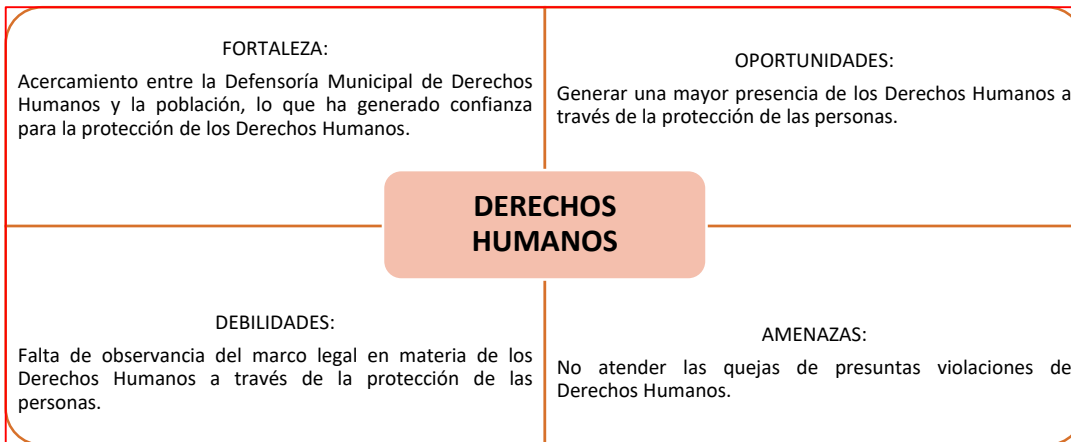 FORTALEZA:
Acercamiento entre la Defensoría Municipal de Derechos
Humanos y la población, lo que ha generado confianza
para la protección de los Derechos Humanos.
OPORTUNIDADES:
Generar una mayor presencia de los Derechos Humanos a
través de la protección de las personas.
DERECHOS
HUMANOS
DEBILIDADES:
Falta de observancia del marco legal en materia de los
Derechos Humanos a través de la protección de las
personas.
AMENAZAS:
No atender las quejas de presuntas violaciones de
Derechos Humanos.